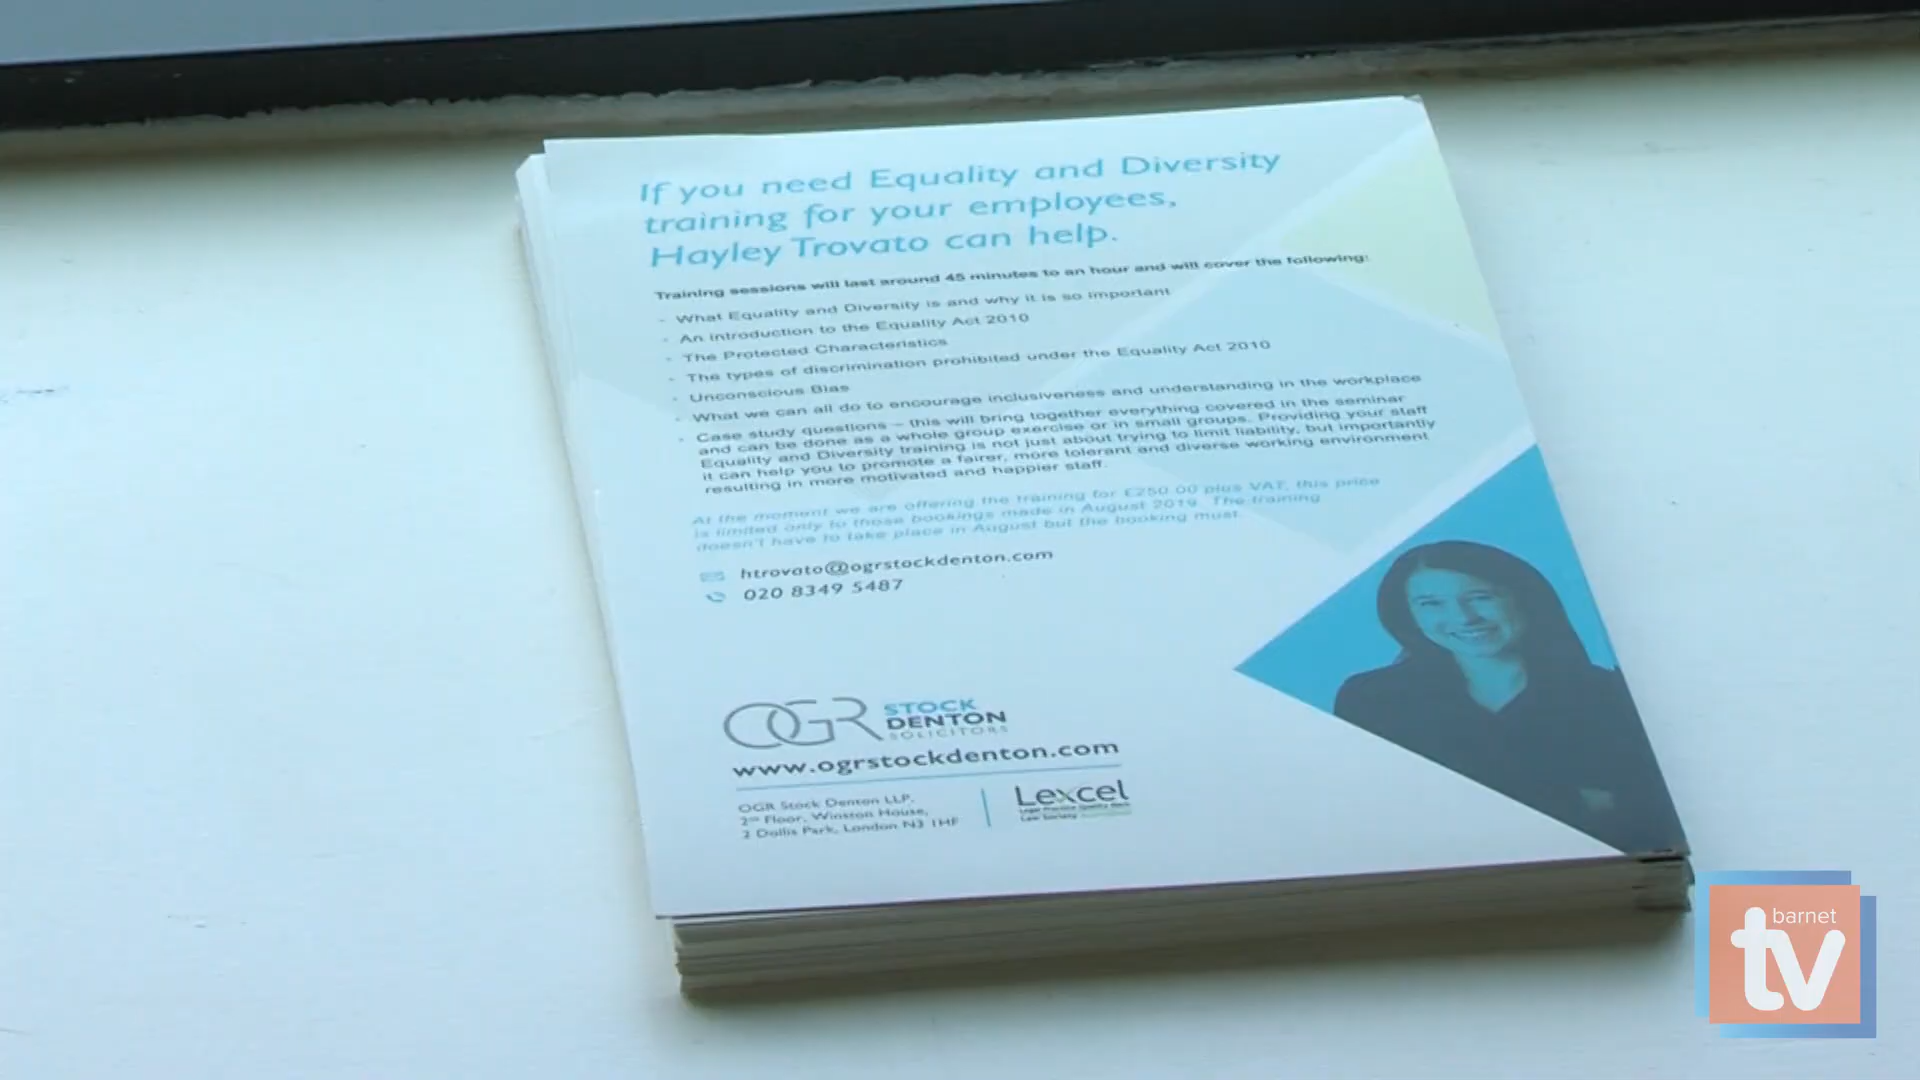 If you need Equality and Diversity
training for your employees,
Hayley Trovato can help.
Training sessions will last around 45 minutes to an hour and will cover the following:
- What Equality and Diversity is and why it is so important
- An introduction to the Equality Act 2010
- The Protected Characteristics
- The types of discrimination prohibited under the Equality Act 2010
- Unconscious Bias
- What we can all do to encourage inclusiveness and understanding in the workplace
- Case study questions – this will bring together everything covered in the seminar
and can be done as a whole group exercise or in small groups. Providing your staff
Equality and Diversity training is not just about trying to limit liability, but importantly
it can help you to promote a fairer, more tolerant and diverse working environment
resulting in more motivated and happier staff.
At the moment we are offering the training for £250.00 plus VAT, this price
is limited only to those bookings made in August 2019. The training
doesn't have to take place in August but the booking must.
htrovato@ogrstockdenton.com
020 8349 5487
OGR STOCK
DENTON
SOLICITORS
www.ogrstockdenton.com
OGR Stock Denton LLP,
2nd Floor, Winston House,
2 Dollis Park, London N3 1HF
Lexcel
Legal Practice Quality Mark
Law Society Accredited
barnet
tv